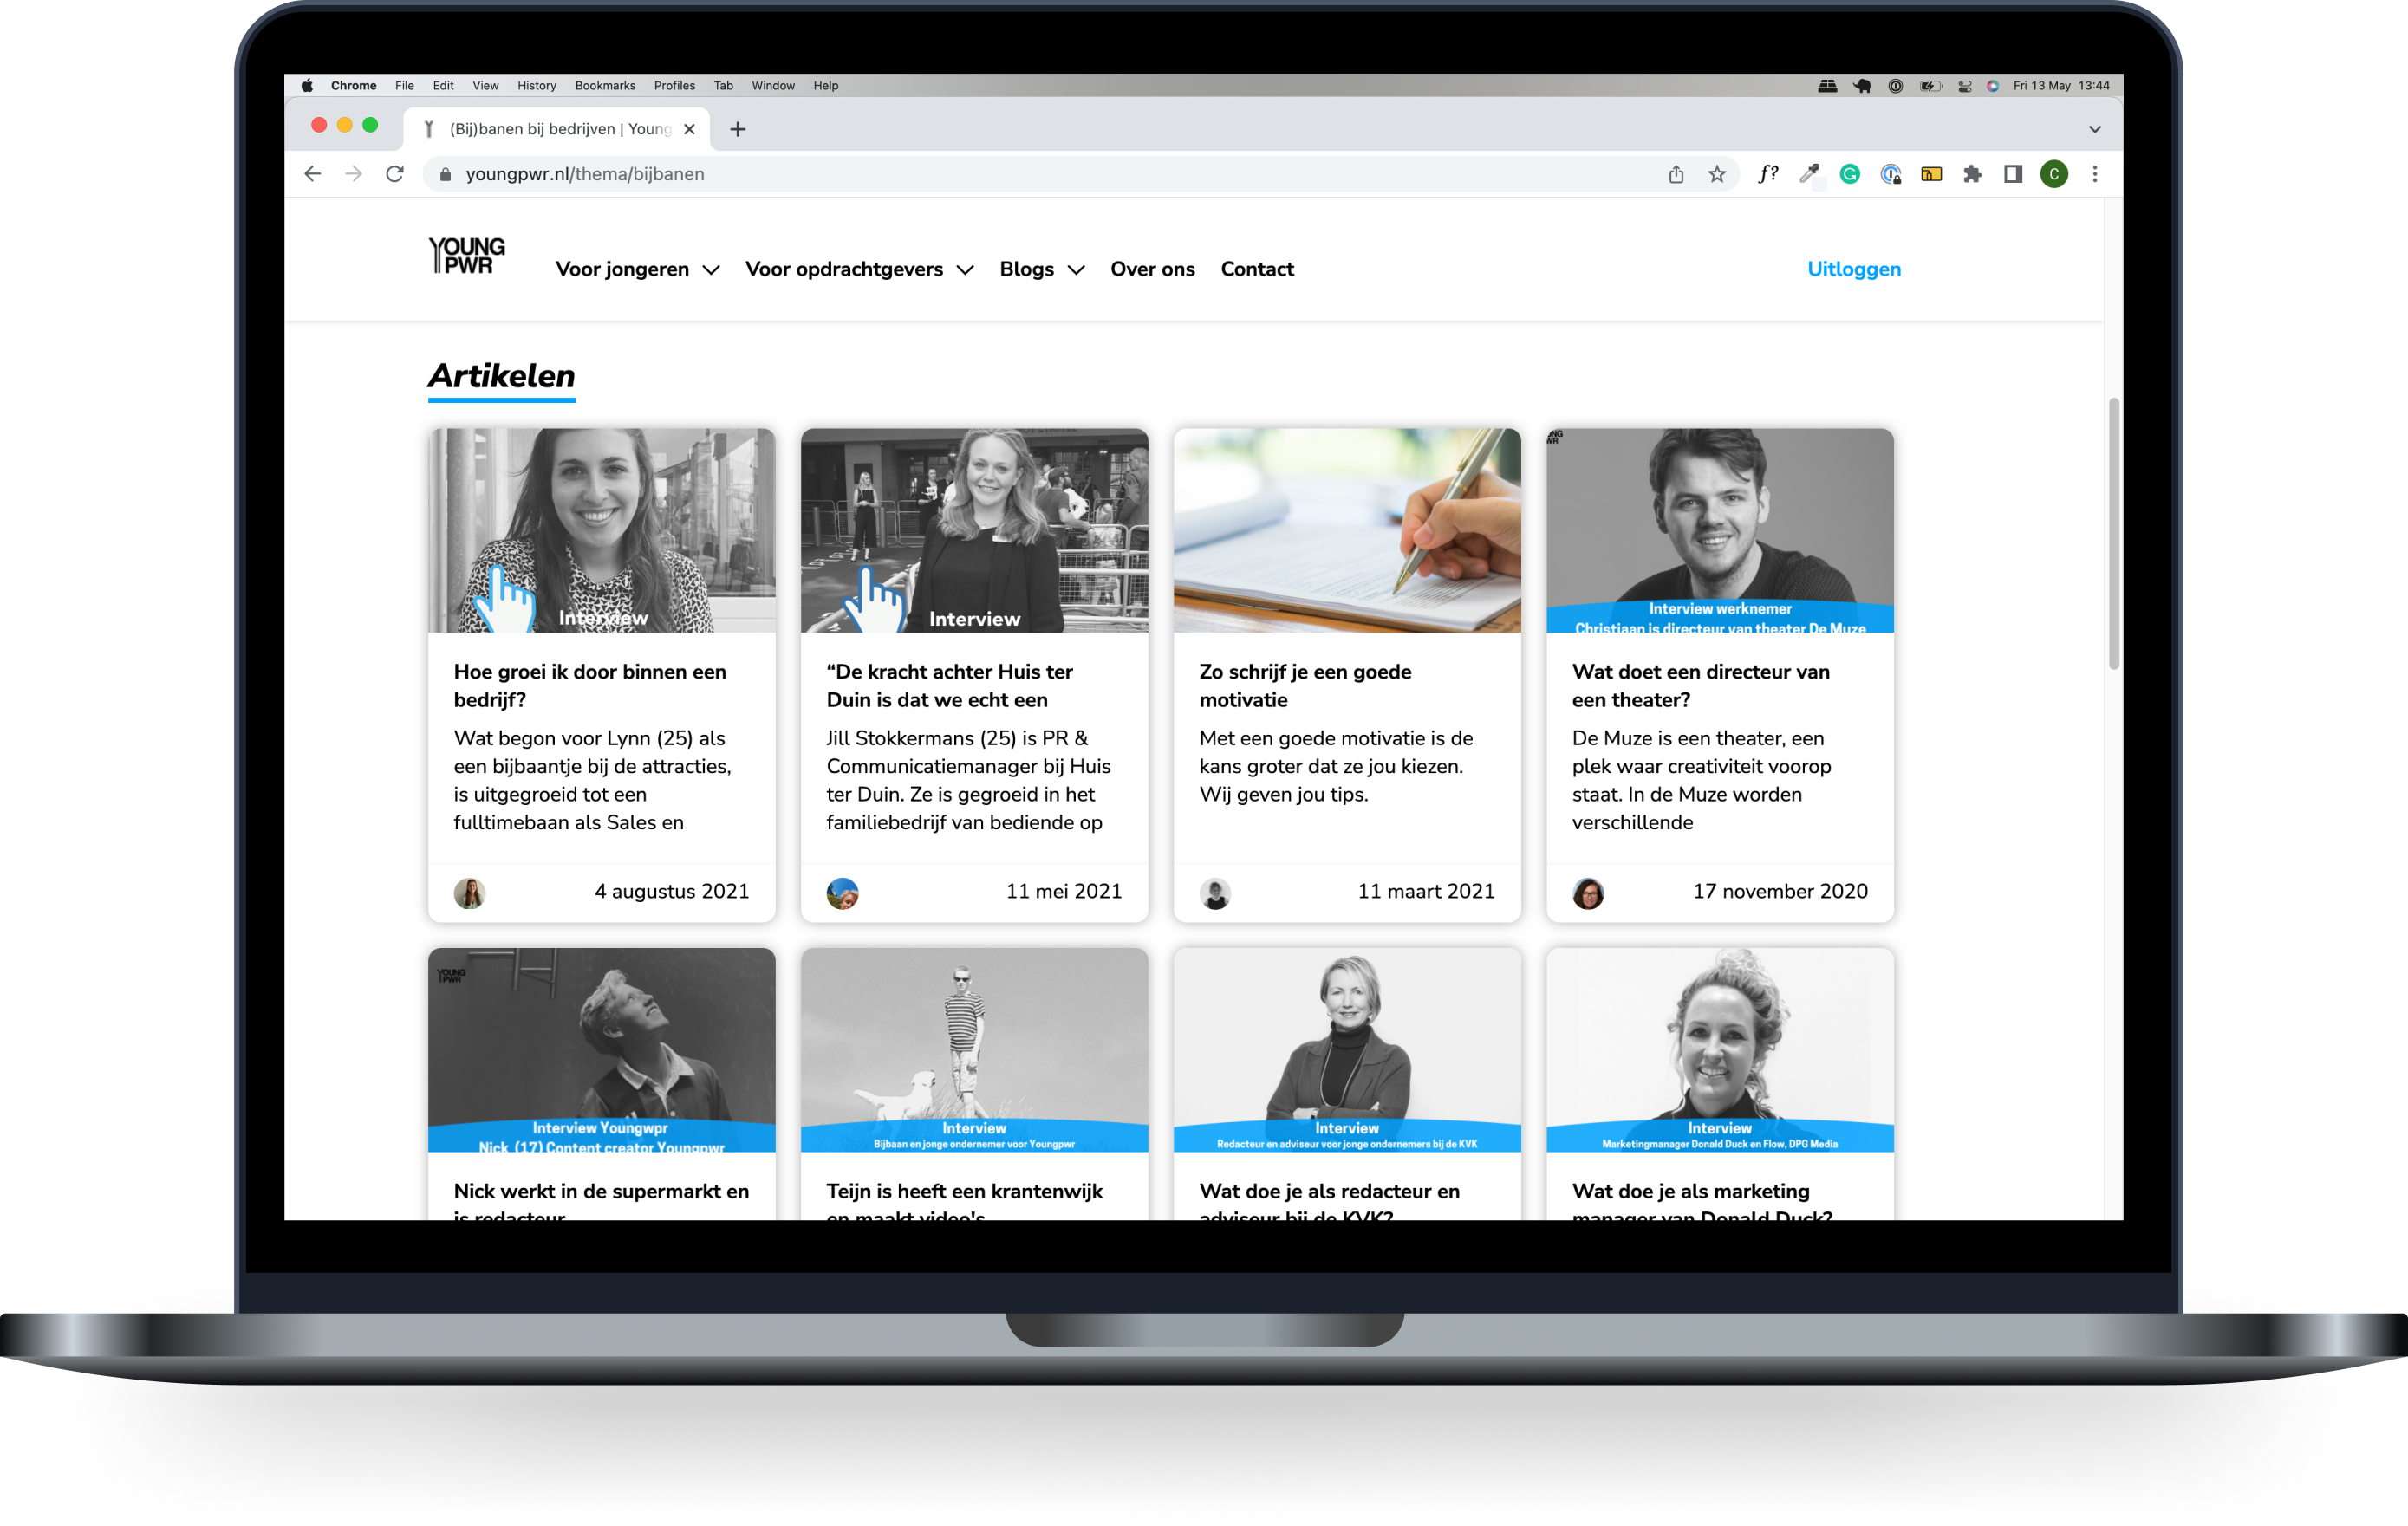 Chrome File Edit View History Bookmarks Profiles Tab Window Help Fri 13 May 13:44
(Bij)banen bij bedrijven | Young
youngpwr.nl/thema/bijbanen
f?
C
YOUNG
PWR
Voor jongeren Voor opdrachtgevers Blogs Over ons Contact Uitloggen
Artikelen
Interview
Hoe groei ik door binnen een
bedrijf?
Wat begon voor Lynn (25) als
een bijbaantje bij de attracties,
is uitgegroeid tot een
fulltimebaan als Sales en
4 augustus 2021
Interview
“De kracht achter Huis ter
Duin is dat we echt een
Jill Stokkermans (25) is PR &
Communicatiemanager bij Huis
ter Duin. Ze is gegroeid in het
familiebedrijf van bediende op
11 mei 2021
Zo schrijf je een goede
motivatie
Met een goede motivatie is de
kans groter dat ze jou kiezen.
Wij geven jou tips.
11 maart 2021
Interview werknemer
Christiaan is directeur van theater De Muze
Wat doet een directeur van
een theater?
De Muze is een theater, een
plek waar creativiteit voorop
staat. In de Muze worden
verschillende
17 november 2020
YOUNG
PWR
Interview Youngwpr
Nick (17) Content creator Youngpwr
Nick werkt in de supermarkt en
is redacteur
Interview
Bijbaan en jonge ondernemer voor Youngpwr
Teijn is heeft een krantenwijk
en maakt video's
Interview
Redacteur en adviseur voor jonge ondernemers bij de KVK
Wat doe je als redacteur en
adviseur bij de KVK?
Interview
Marketingmanager Donald Duck en Flow, DPG Media
Wat doe je als marketing
manager van Donald Duck?